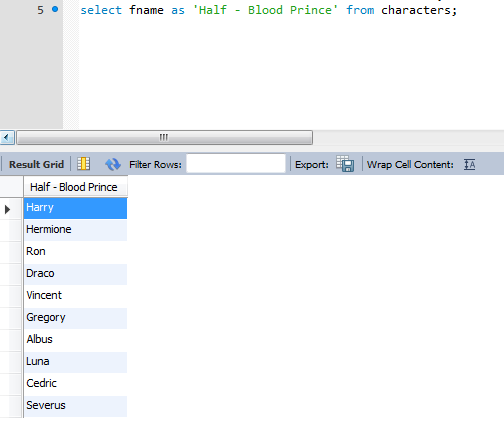 5 select fname as 'Half - Blood Prince' from characters;
Result Grid Filter Rows: Export: Wrap Cell Content:
Half - Blood Prince
Harry
Hermione
Ron
Draco
Vincent
Gregory
Albus
Luna
Cedric
Severus